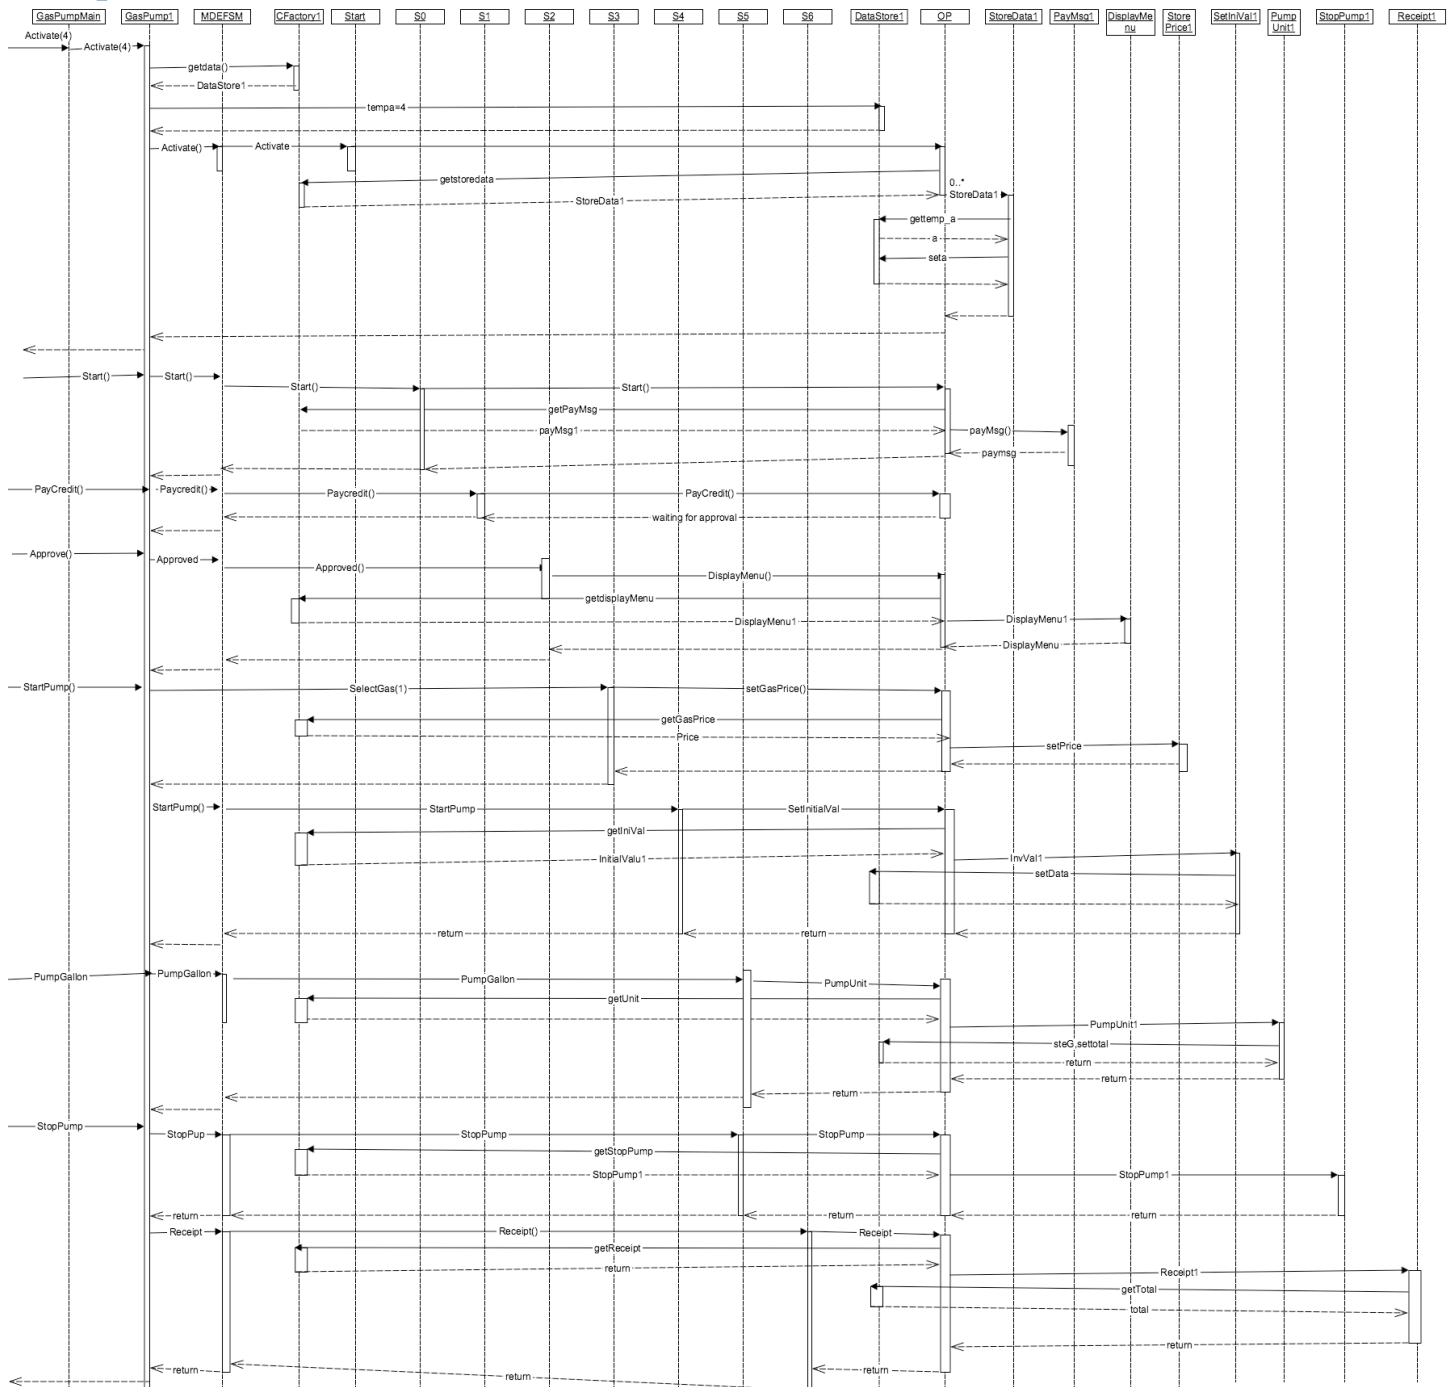 GasPumpMain GasPump1 MDEFSM CFactory1 Start S0 S1 S2 S3 S4 S5 S6 DataStore1 OP StoreData1 PayMsg1 DisplayMe Store SetIniVal1 Pump StopPump1 Receipt1
nu Price1 Unit1
Activate(4)
Activate(4)
getdata()
DataStore1
tempa=4
Activate() Activate
getstoredata
0..*
StoreData1 StoreData1
gettemp_a
a
seta
Start() Start()
Start() Start()
getPayMsg
payMsg1 payMsg()
paymsg
PayCredit() Paycredit() Paycredit() PayCredit()
waiting for approval
Approve() Approved
Approved() DisplayMenu()
getdisplayMenu
DisplayMenu1 DisplayMenu1
DisplayMenu
StartPump() SelectGas(1) setGasPrice()
getGasPrice
Price
setPrice
StartPump() StartPump SetInitialVal
getIniVal
InitialValu1 InvVal1
setData
return return
PumpGallon PumpGallon PumpGallon PumpUnit
getUnit
PumpUnit1
steG,settotal
return
return
return
StopPump
StopPup StopPump StopPump
getStopPump
StopPump1 StopPump1
return return return
Receipt Receipt() Receipt
getReceipt
return Receipt1
getTotal
total
return
return return
return